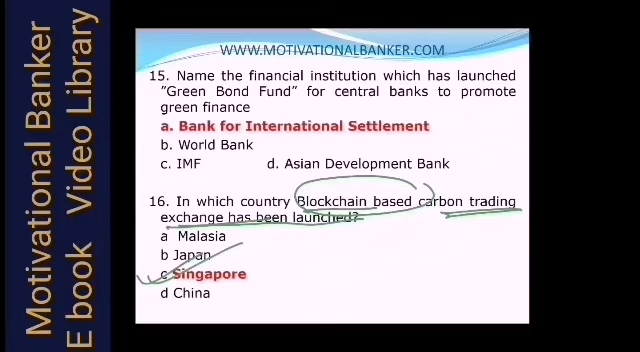 Motivational Banker
E book Video Library
WWW.MOTIVATIONALBANKER.COM
15. Name the financial institution which has launched
”Green Bond Fund” for central banks to promote
green finance
a. Bank for International Settlement
b. World Bank
c. IMF d. Asian Development Bank
16. In which country Blockchain based carbon trading
exchange has been launched?
a Malasia
b Japan
c Singapore
d China